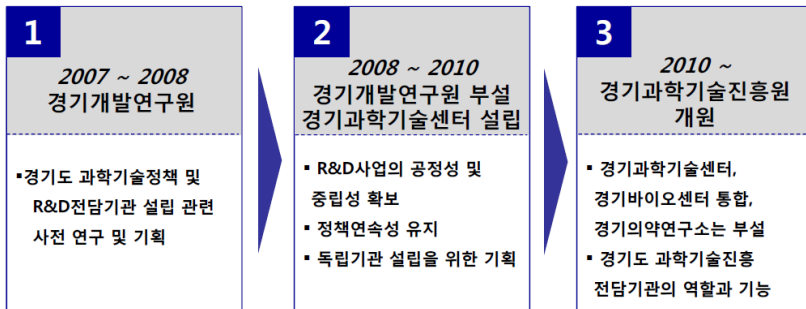 1
2007 ~ 2008
경기개발연구원
▪경기도 과학기술정책 및
R&D전담기관 설립 관련
사전 연구 및 기획
2
2008 ~ 2010
경기개발연구원 부설
경기과학기술센터 설립
▪ R&D사업의 공정성 및
중립성 확보
▪ 정책연속성 유지
▪ 독립기관 설립을 위한 기획
3
2010 ~
경기과학기술진흥원
개원
▪ 경기과학기술센터,
경기바이오센터 통합,
경기의약연구소는 부설
▪ 경기도 과학기술진흥
전담기관의 역할과 기능